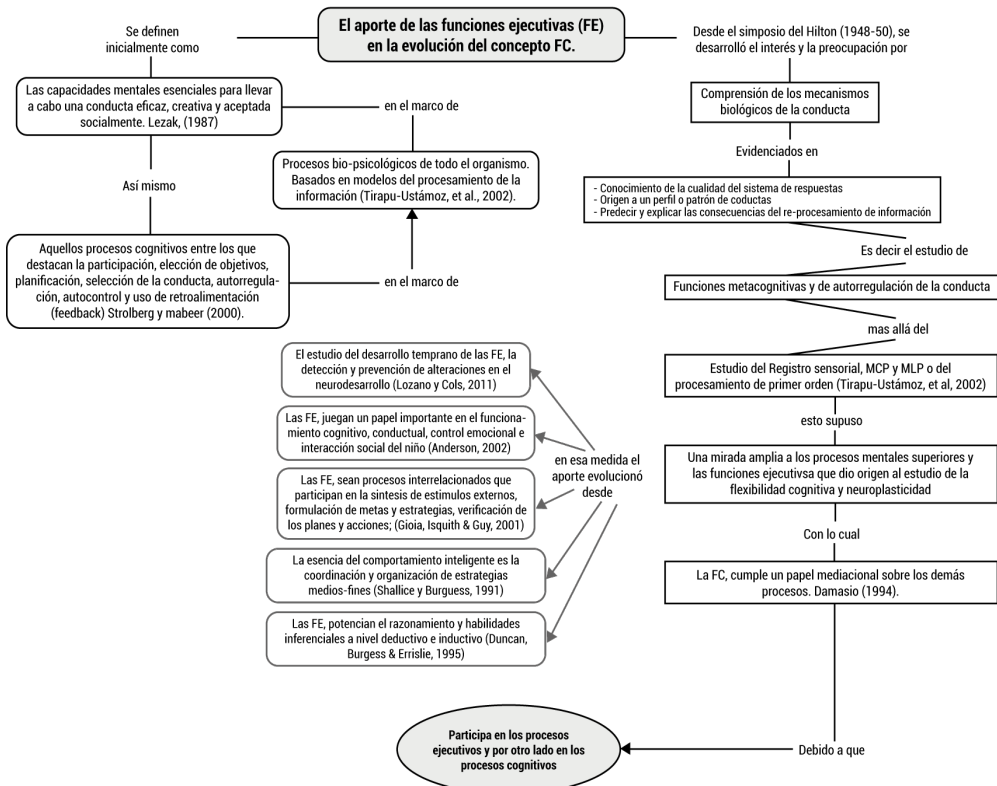 El aporte de las funciones ejecutivas (FE)
en la evolución del concepto FC.
Se definen
inicialmente como
Las capacidades mentales esenciales para llevar
a cabo una conducta eficaz, creativa y aceptada
socialmente. Lezak, (1987)
en el marco de
Procesos bio-psicológicos de todo el organismo.
Basados en modelos del procesamiento de la
información (Tirapu-Ustámoz, et al., 2002).
Así mismo
Aquellos procesos cognitivos entre los que
destacan la participación, elección de objetivos,
planificación, selección de la conducta, autorregula-
ción, autocontrol y uso de retroalimentación
(feedback) Strolberg y mabeer (2000).
en el marco de
Desde el simposio del Hilton (1948-50), se
desarrolló el interés y la preocupación por
Comprensión de los mecanismos
biológicos de la conducta
Evidenciados en
- Conocimiento de la cualidad del sistema de respuestas
- Origen a un perfil o patrón de coductas
- Predecir y explicar las consecuencias del re-procesamiento de información
Es decir el estudio de
Funciones metacognitivas y de autorregulación de la conducta
mas allá del
Estudio del Registro sensorial, MCP y MLP o del
procesamiento de primer orden (Tirapu-Ustámoz, et al, 2002)
esto supuso
Una mirada amplia a los procesos mentales superiores y
las funciones ejecutivsa que dio origen al estudio de la
flexibilidad cognitiva y neuroplasticidad
Con lo cual
La FC, cumple un papel mediacional sobre los demás
procesos. Damasio (1994).
Debido a que
Participa en los procesos
ejecutivos y por otro lado en los
procesos cognitivos
en esa medida el
aporte evolucionó
desde
El estudio del desarrollo temprano de las FE, la
detección y prevención de alteraciones en el
neurodesarrollo (Lozano y Cols, 2011)
Las FE, juegan un papel importante en el funciona-
miento cognitivo, conductual, control emocional e
interacción social del niño (Anderson, 2002)
Las FE, sean procesos interrelacionados que
participan en la sintesis de estimulos externos,
formulación de metas y estrategias, verificación de
los planes y acciones; (Gioia, Isquith & Guy, 2001)
La esencia del comportamiento inteligente es la
coordinación y organización de estrategias
medios-fines (Shallice y Burguess, 1991)
Las FE, potencian el razonamiento y habilidades
inferenciales a nivel deductivo e inductivo (Duncan,
Burgess & Errislie, 1995)